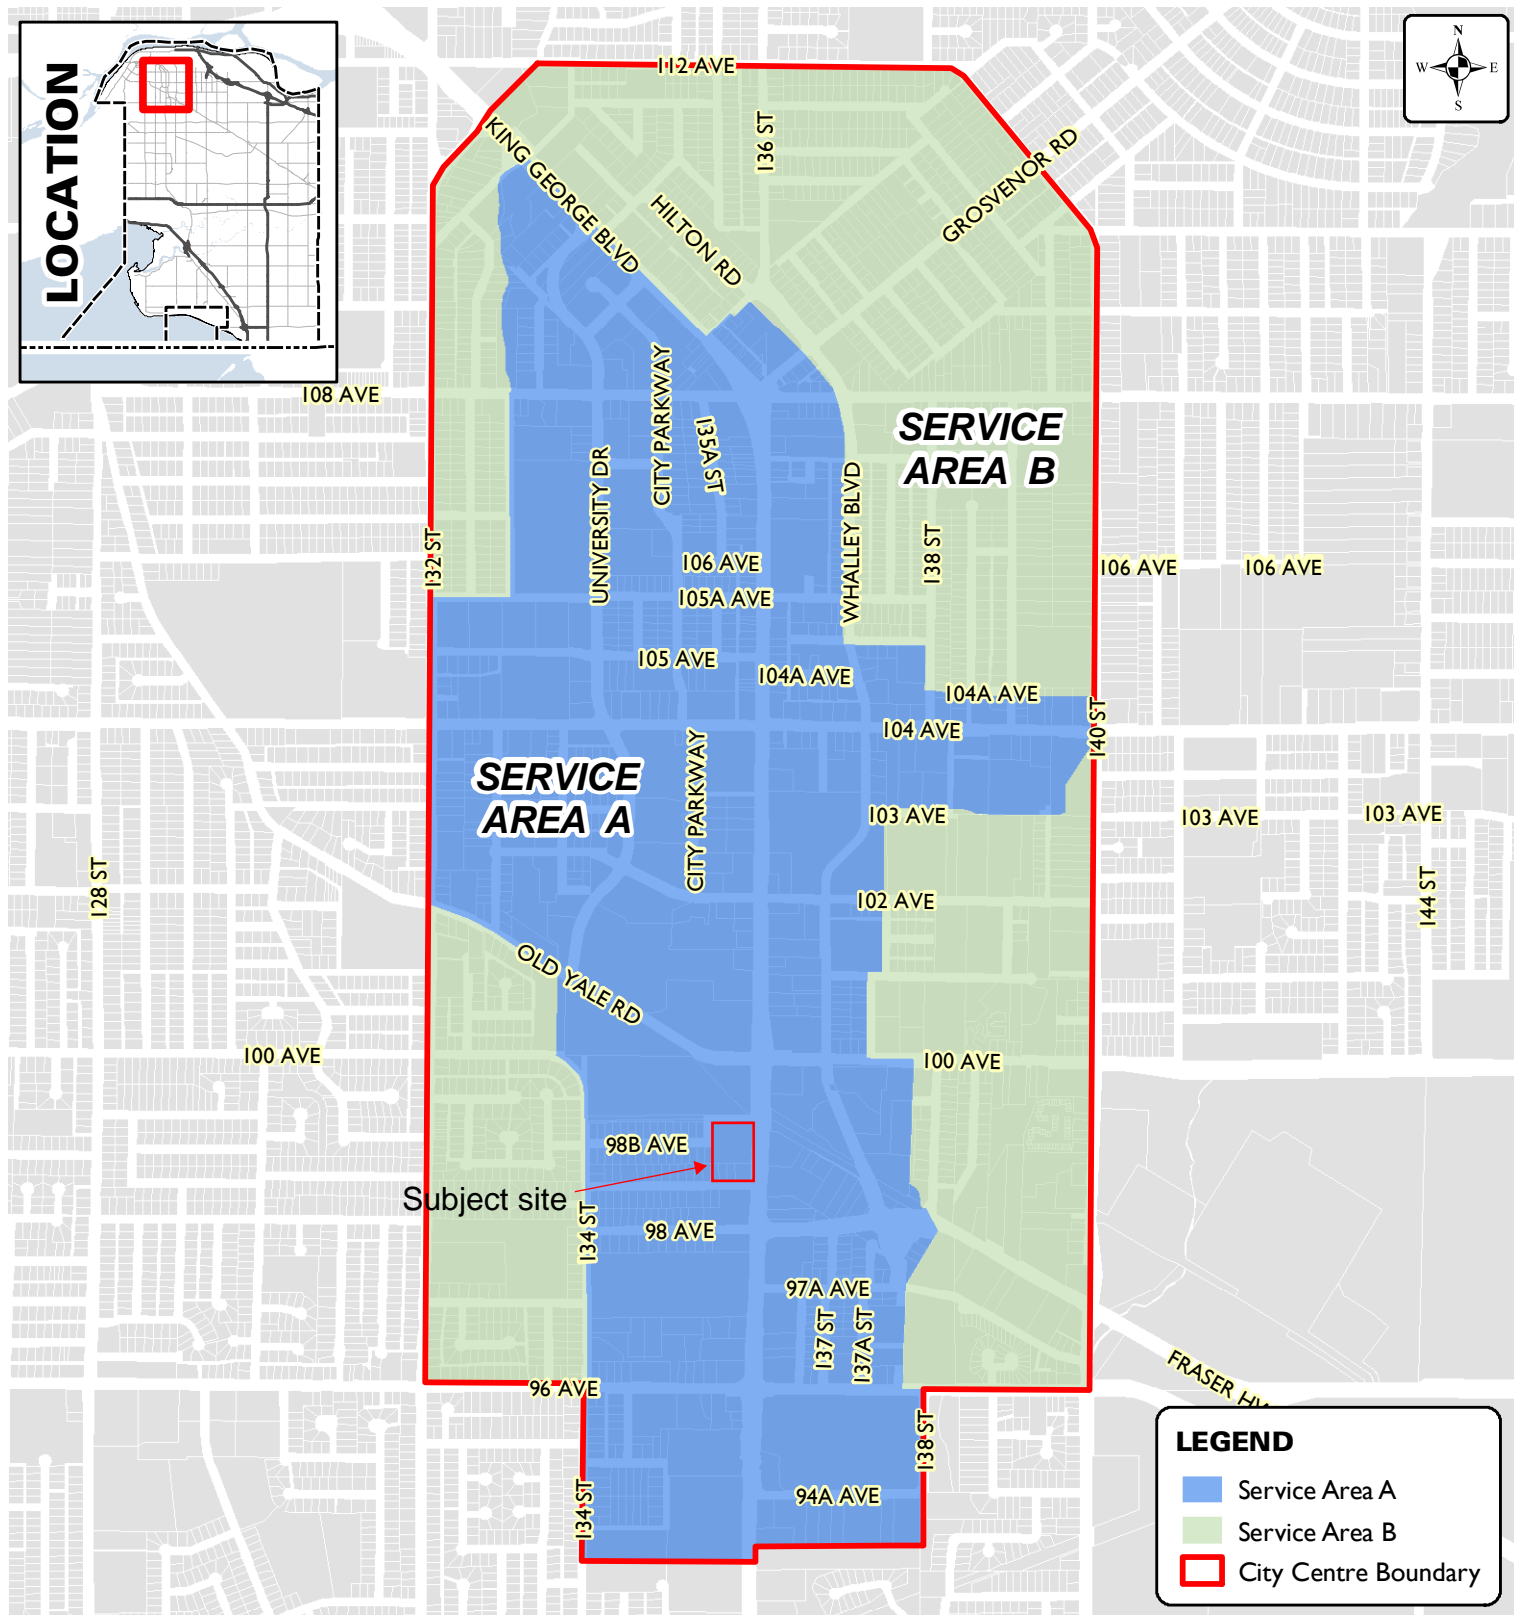 LOCATION
N
W
E
S
112 AVE
136 ST
KING GEORGE BLVD
HILTON RD
GROSVENOR RD
108 AVE
CITY PARKWAY
135A ST
SERVICE
AREA B
UNIVERSITY DR
WHALLEY BLVD
132 ST
138 ST
106 AVE
106 AVE
106 AVE
105A AVE
105 AVE
104A AVE
104A AVE
104 AVE
140 ST
SERVICE
AREA A
CITY PARKWAY
103 AVE
103 AVE
103 AVE
128 ST
102 AVE
144 ST
OLD YALE RD
100 AVE
100 AVE
98B AVE
Subject site
134 ST
98 AVE
97A AVE
137 ST
137A ST
96 AVE
FRASER HW
138 ST
134 ST
94A AVE
LEGEND
Service Area A
Service Area B
City Centre Boundary